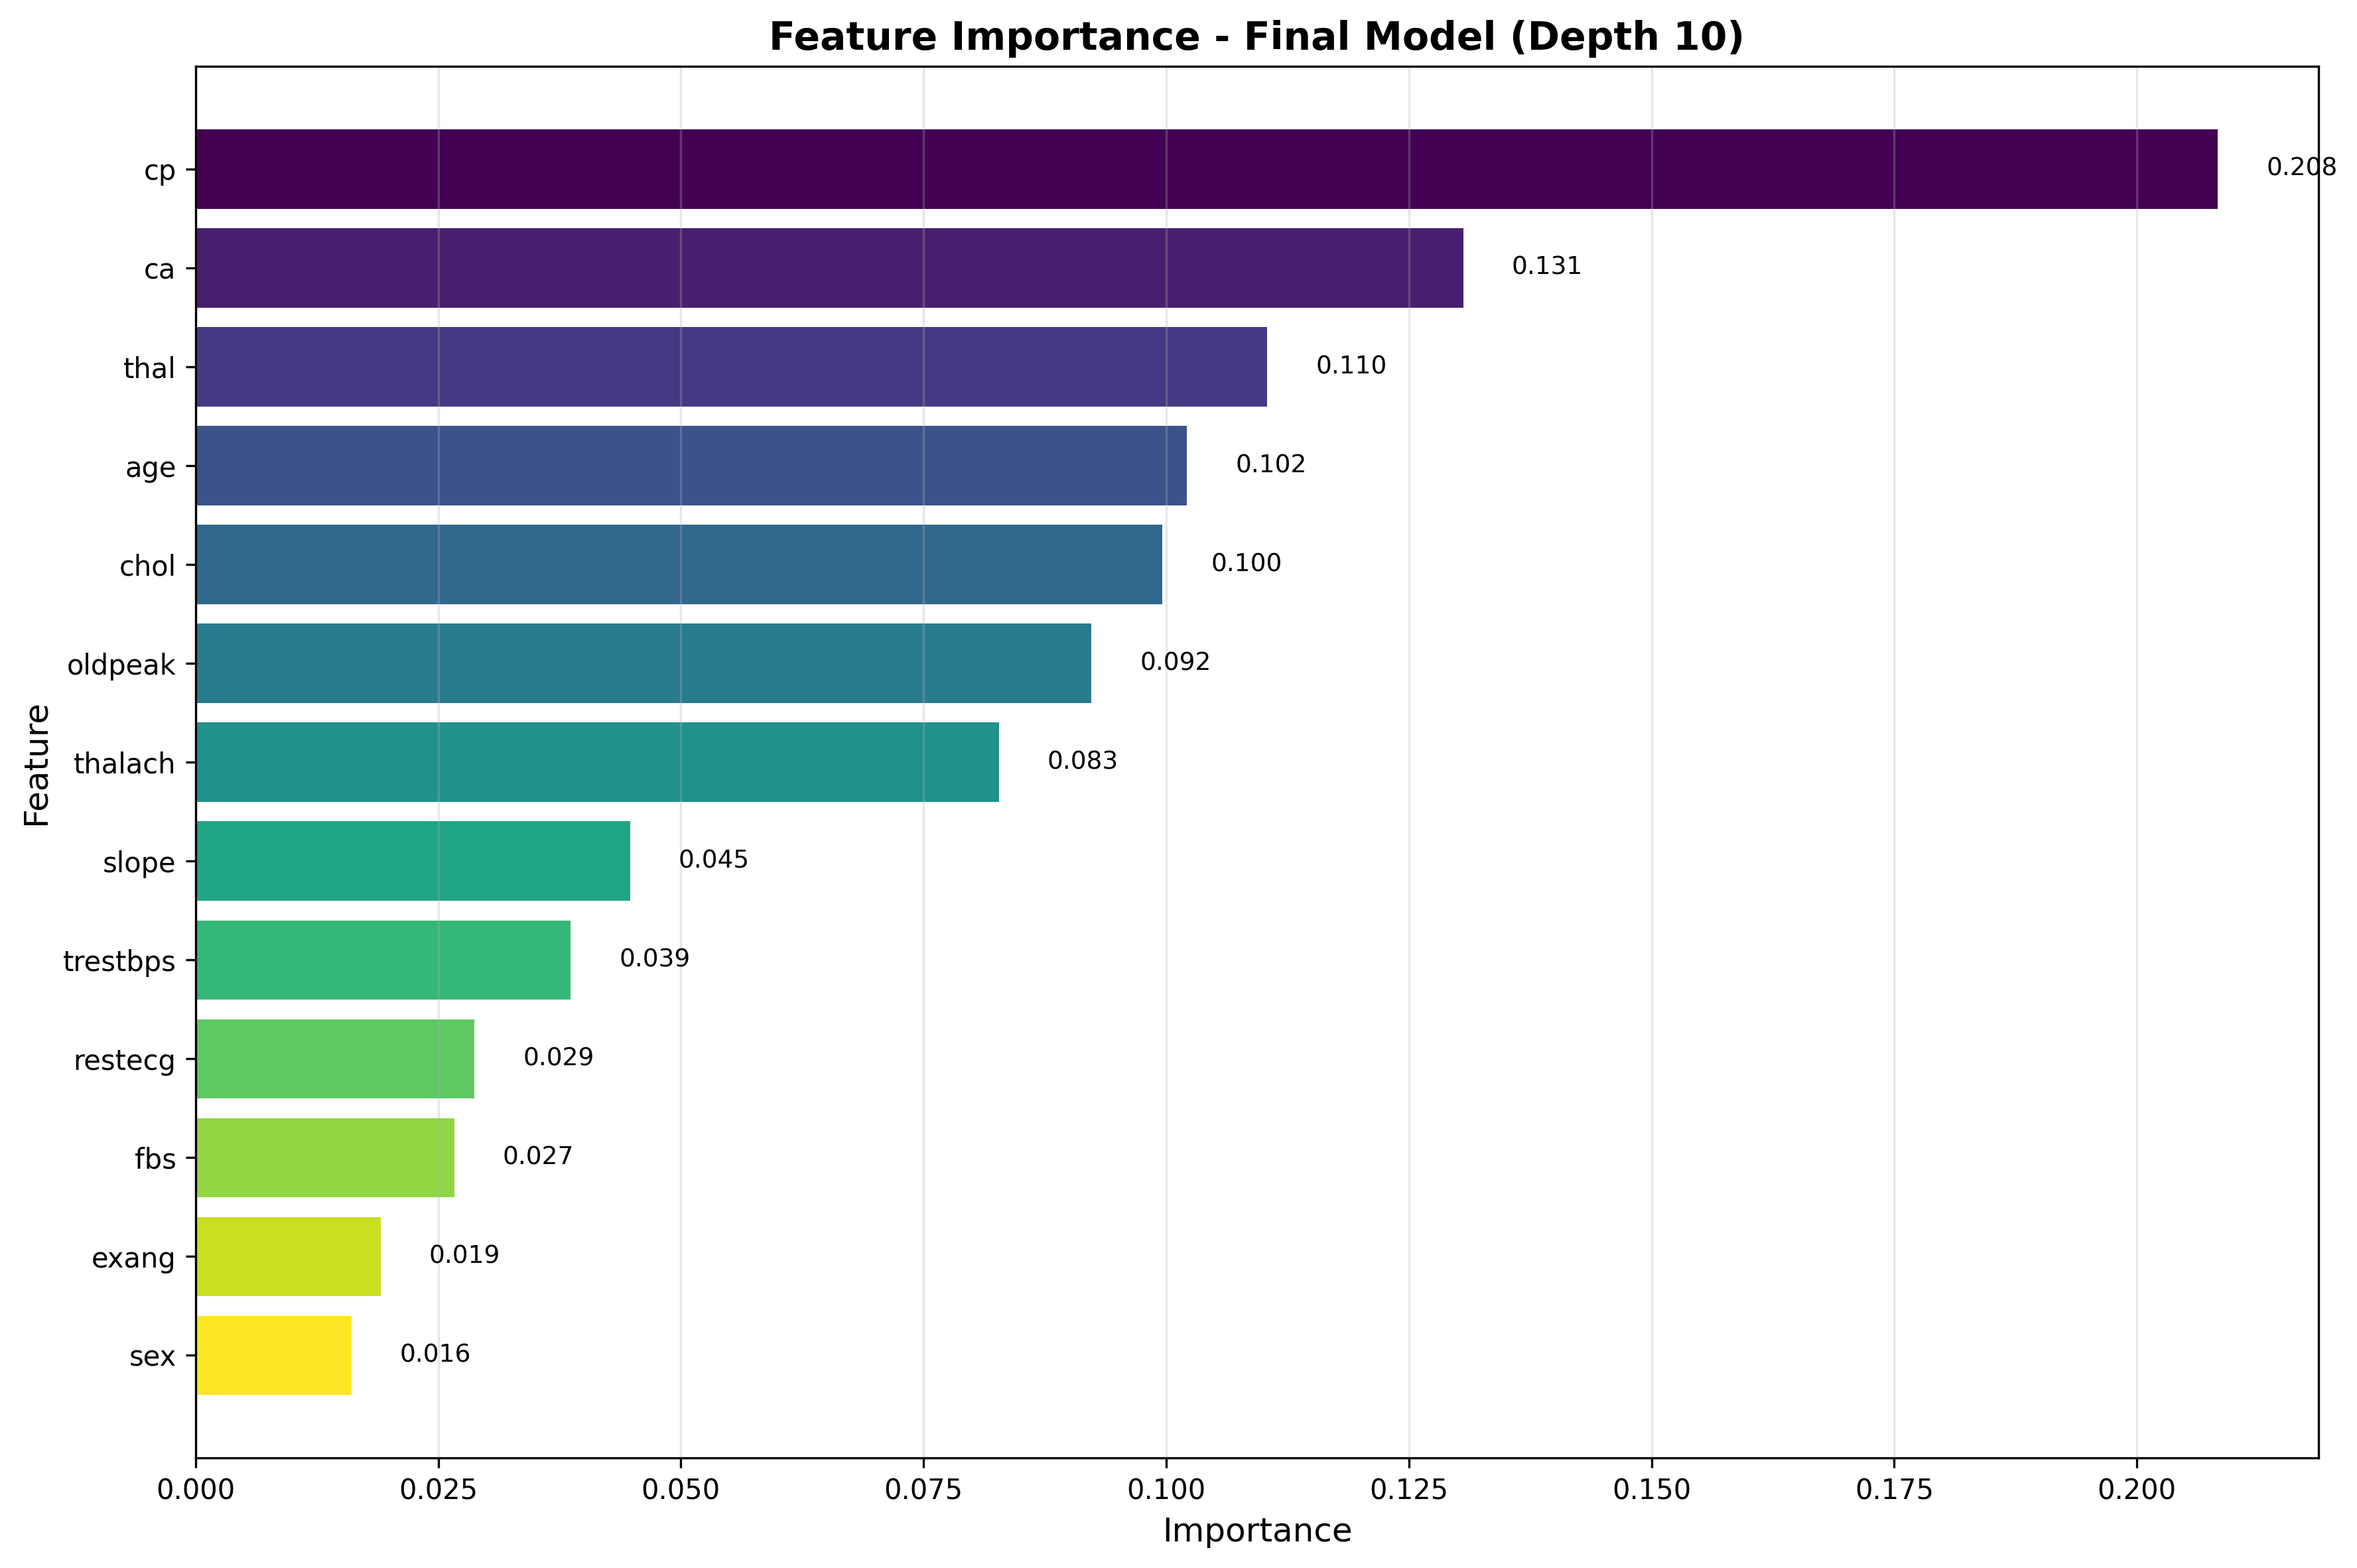 Feature Importance - Final Model (Depth 10)
cp 0.208
ca 0.131
thal 0.110
age 0.102
chol 0.100
oldpeak 0.092
thalach 0.083
slope 0.045
trestbps 0.039
restecg 0.029
fbs 0.027
exang 0.019
sex 0.016
Feature
0.000 0.025 0.050 0.075 0.100 0.125 0.150 0.175 0.200
Importance